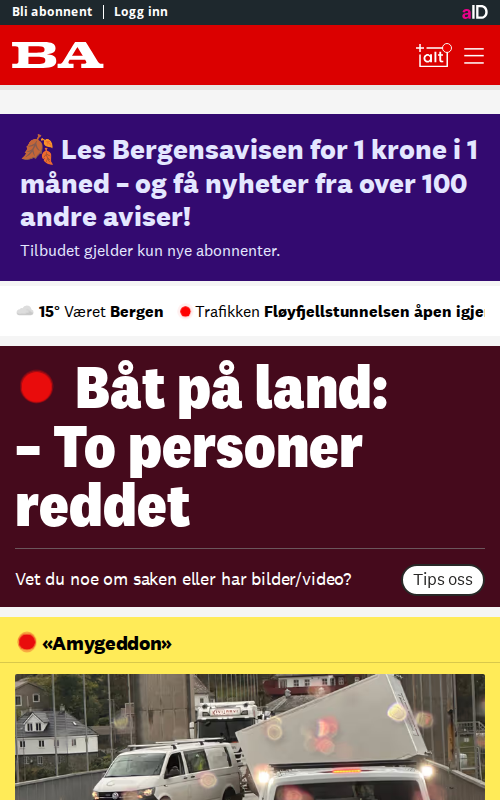 Bli abonnent
Logg inn
aID
BA
+alt
Les Bergensavisen for 1 krone i 1
måned – og få nyheter fra over 100
andre aviser!
Tilbudet gjelder kun nye abonnenter.
15° Været Bergen
Trafikken Fløyfjellstunnelsen åpen igje
Båt på land:
– To personer
reddet
Vet du noe om saken eller har bilder/video?
Tips oss
«Amygeddon»